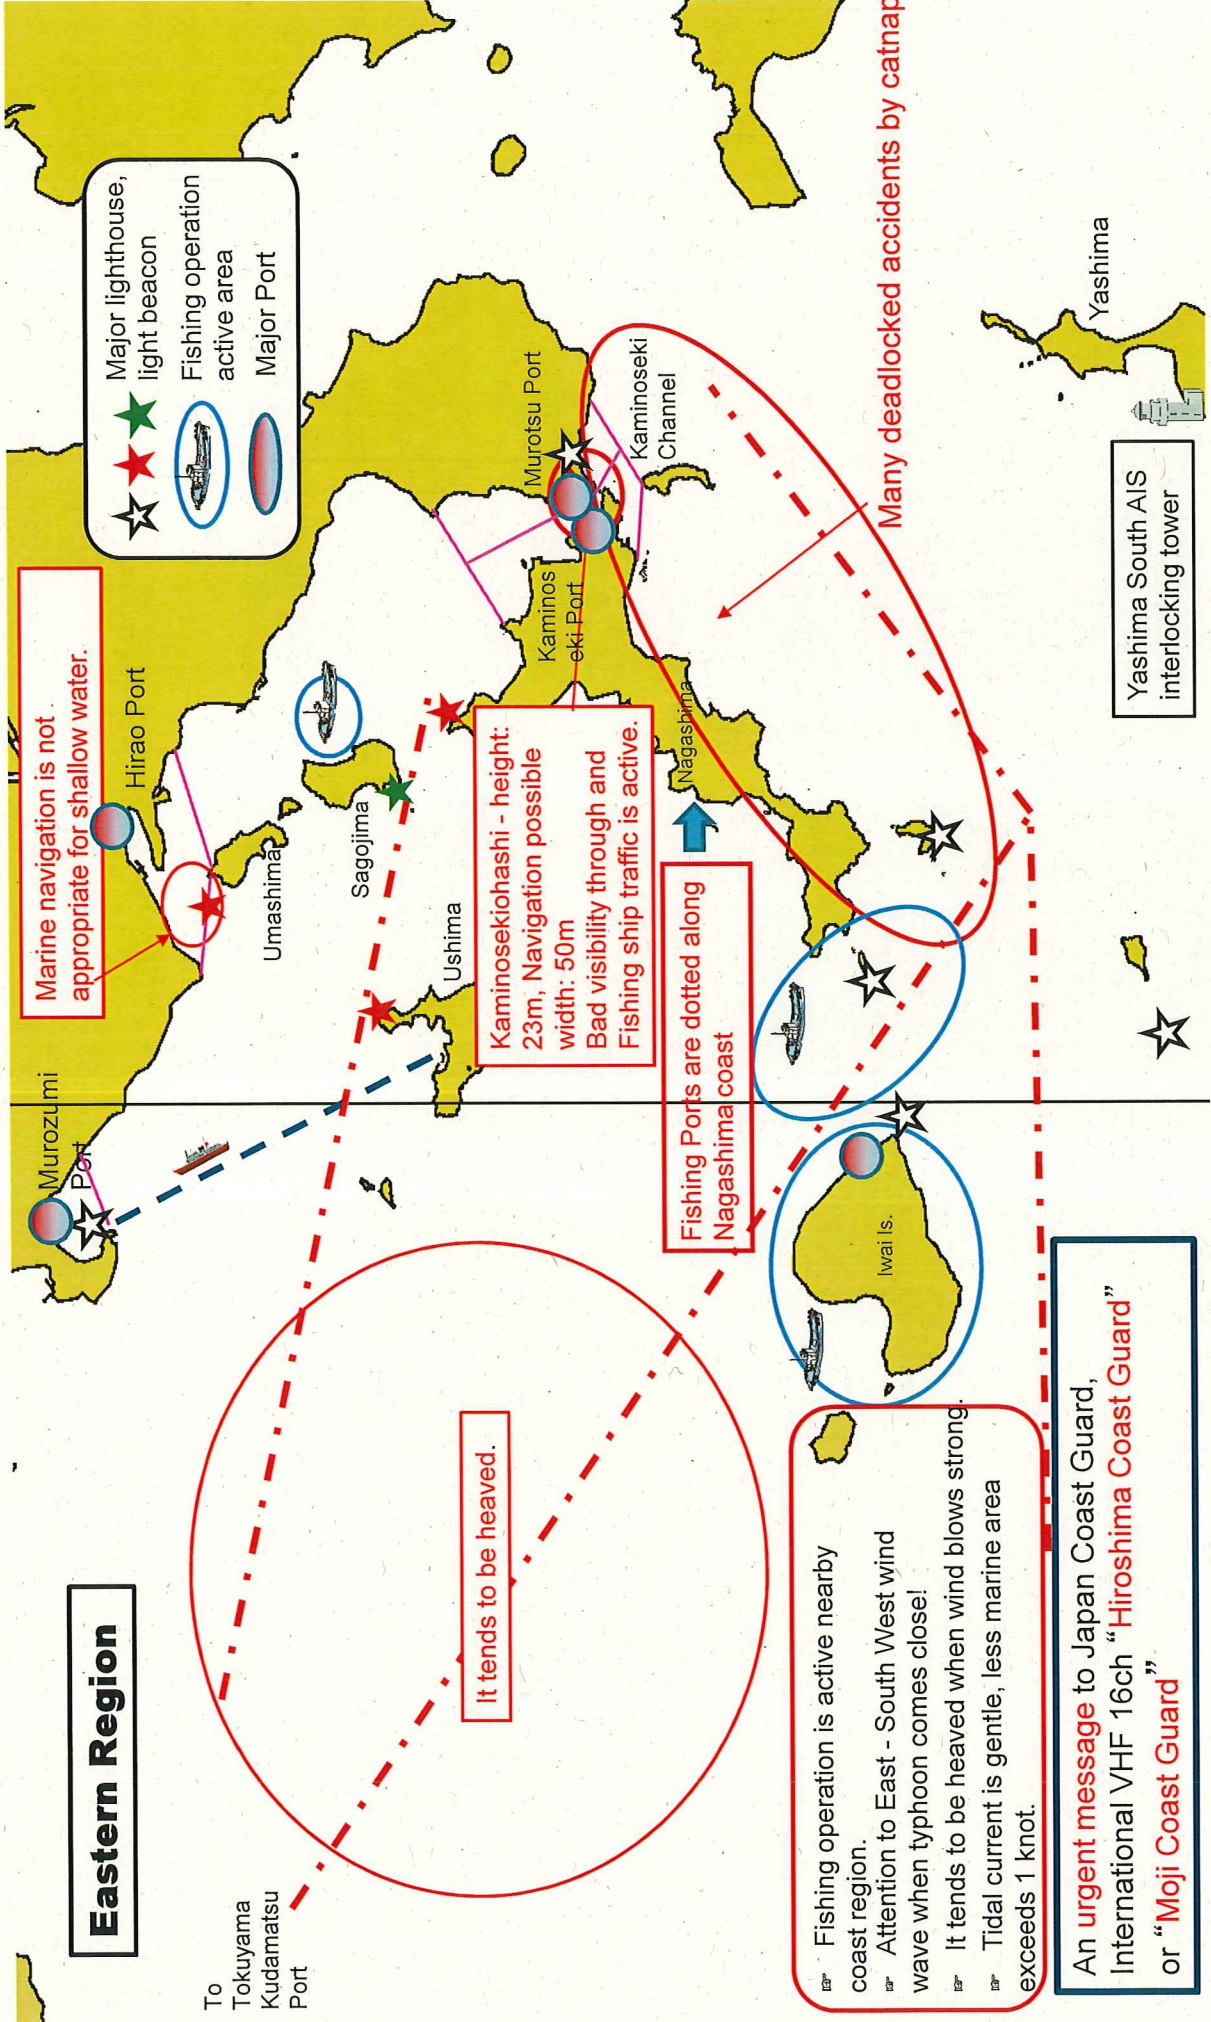 Eastern Region
To
Tokuyama
Kudamatsu
Port
It tends to be heaved.
Murozumi
Port
Marine navigation is not
appropriate for shallow water.
Hirao Port
Umashima
Sagojima
Ushima
Major lighthouse,
light beacon
Fishing operation
active area
Major Port
Murotsu Port
Kaminos
eki Port
Kaminoseki
Channel
Kaminosekiohashi - height:
23m, Navigation possible
width: 50m
Bad visibility through and
Fishing ship traffic is active.
Nagashima
Fishing Ports are dotted along
Nagashima coast
Many deadlocked accidents by catnap
Iwai Is.
☞ Fishing operation is active nearby
coast region.
☞ Attention to East - South West wind
wave when typhoon comes close!
☞ It tends to be heaved when wind blows strong.
☞ Tidal current is gentle, less marine area
exceeds 1 knot.
An urgent message to Japan Coast Guard,
International VHF 16ch “Hiroshima Coast Guard”
or “Moji Coast Guard”
Yashima South AIS
interlocking tower
Yashima